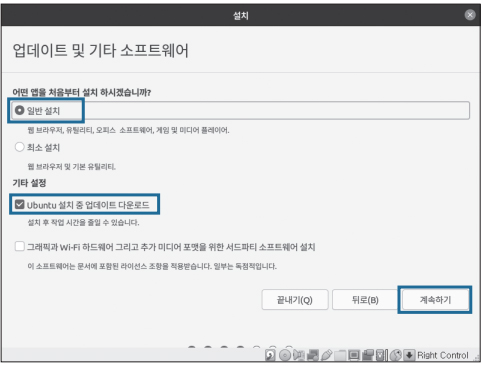 설치
업데이트 및 기타 소프트웨어
어떤 앱을 처음부터 설치 하시겠습니까?
일반 설치
웹 브라우저, 유틸리티, 오피스 소프트웨어, 게임 및 미디어 플레이어.
최소 설치
웹 브라우저 및 기본 유틸리티.
기타 설정
Ubuntu 설치 중 업데이트 다운로드
설치 후 작업 시간을 줄일 수 있습니다.
그래픽과 Wi-Fi 하드웨어 그리고 추가 미디어 포맷을 위한 서드파티 소프트웨어 설치
이 소프트웨어는 문서에 포함된 라이선스 조항을 적용받습니다. 일부는 독점적입니다.
끝내기(Q) 뒤로(B) 계속하기
Right Control